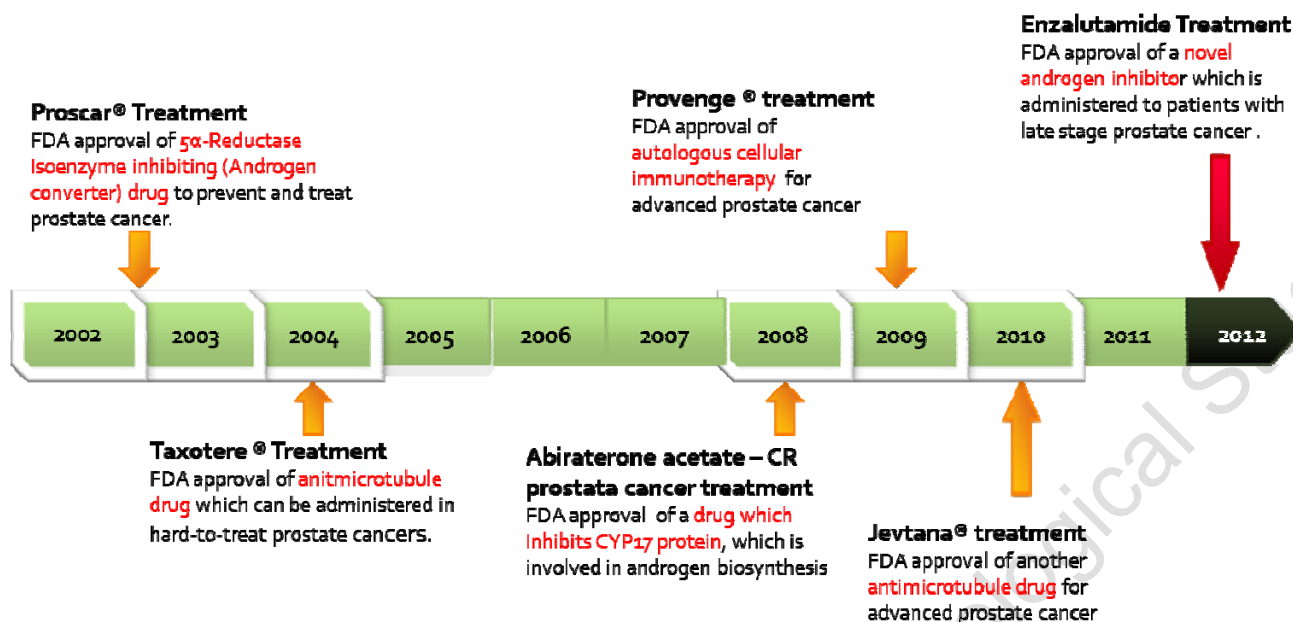 Enzalutamide Treatment
FDA approval of a novel
androgen inhibitor which is
administered to patients with
late stage prostate cancer .
Proscar® Treatment
FDA approval of 5α-Reductase
Isoenzyme inhibiting (Androgen
converter) drug to prevent and treat
prostate cancer.
Provenge ® treatment
FDA approval of
autologous cellular
immunotherapy for
advanced prostate cancer
2002 2003 2004 2005 2006 2007 2008 2009 2010 2011 2012
Taxotere ® Treatment
FDA approval of anitmicrotubule
drug which can be administered in
hard-to-treat prostate cancers.
Abiraterone acetate – CR
prostata cancer treatment
FDA approval of a drug which
Inhibits CYP17 protein, which is
involved in androgen biosynthesis
Jevtana® treatment
FDA approval of another
antimicrotubule drug for
advanced prostate cancer